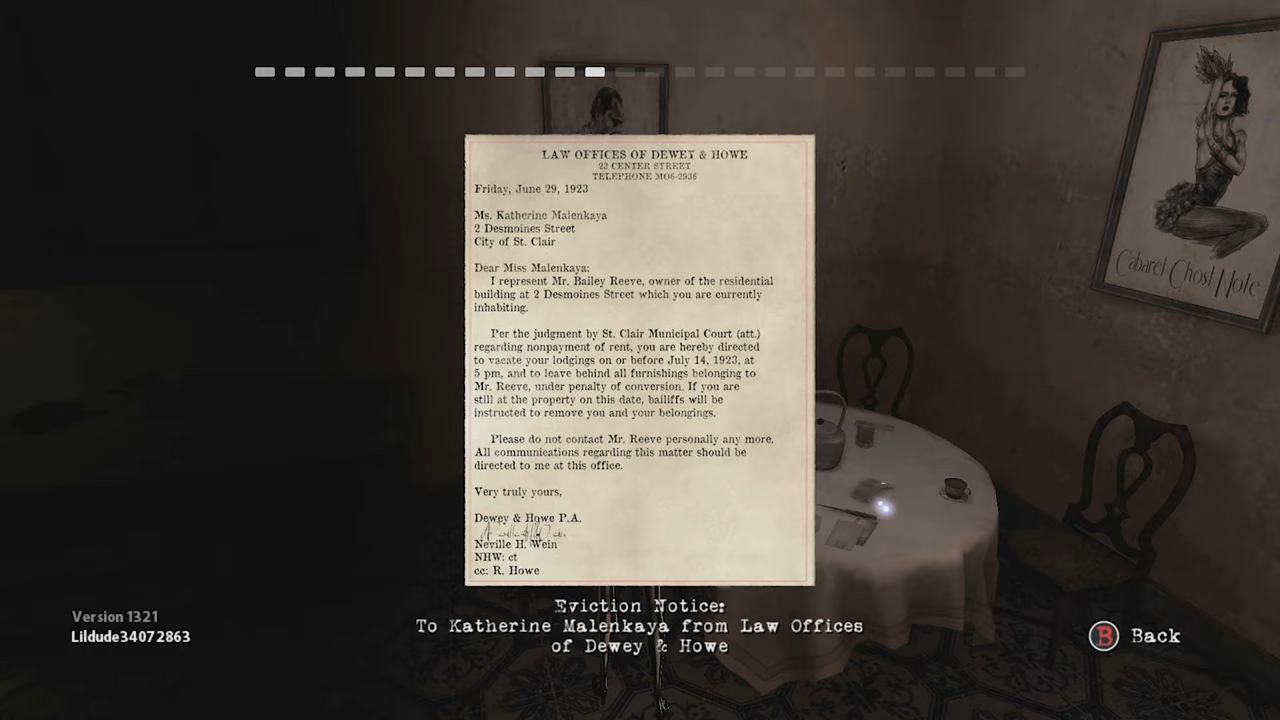 LAW OFFICES OF DEWEY & HOWE
23 CENTER STREET
TELEPHONE MO6-2936
Friday, June 29, 1923
Ms. Katherine Malenkaya
2 Desmoines Street
City of St. Clair
Dear Miss Malenkaya:
I represent Mr. Bailey Reeve, owner of the residential
building at 2 Desmoines Street which you are currently
inhabiting.
Per the judgment by St. Clair Municipal Court (att.)
regarding nonpayment of rent, you are hereby directed
to vacate your lodgings on or before July 14, 1923, at
5 pm, and to leave behind all furnishings belonging to
Mr. Reeve, under penalty of conversion. If you are
still at the property on this date, bailiffs will be
instructed to remove you and your belongings.
Please do not contact Mr. Reeve personally any more.
All communications regarding this matter should be
directed to me at this office.
Very truly yours,
Dewey & Howe P.A.
Neville H. Wein
NHW: ct
cc: R. Howe
Eviction Notice:
To Katherine Malenkaya from Law Offices
of Dewey & Howe
Version 1321
Lildude34072863
B Back
Cabaret Ghost Note